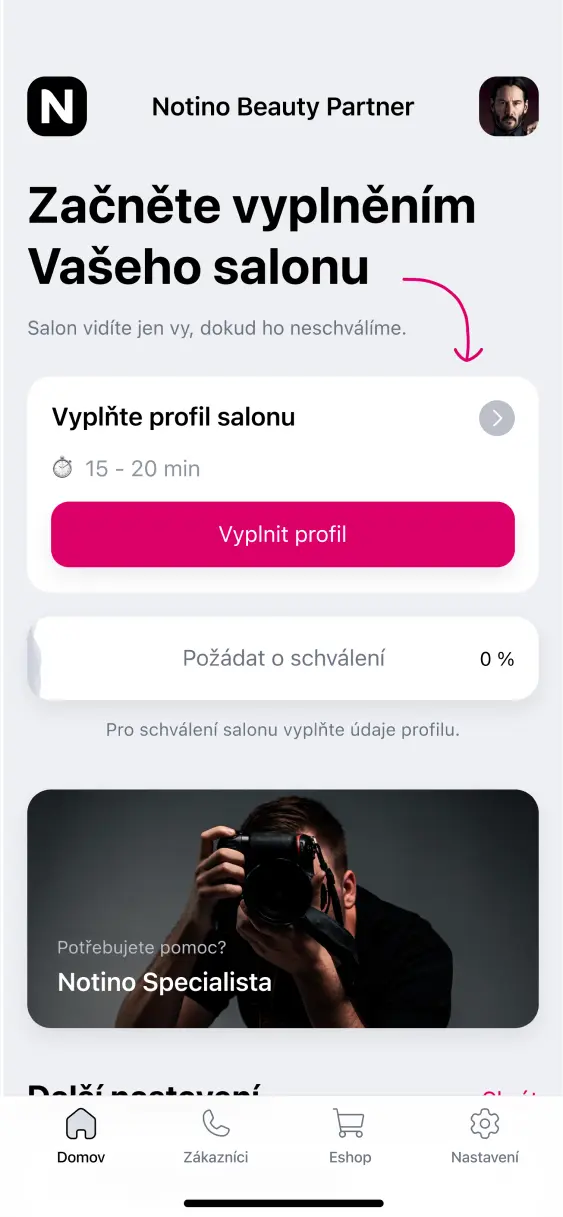 N
Notino Beauty Partner
Začněte vyplněním
Vašeho salonu
Salon vidíte jen vy, dokud ho neschválíme.
Vyplňte profil salonu
15 - 20 min
Vyplnit profil
Požádat o schválení
0 %
Pro schválení salonu vyplňte údaje profilu.
Potřebujete pomoc?
Notino Specialista
Další nastavení
Domov
Zákazníci
Eshop
Nastavení